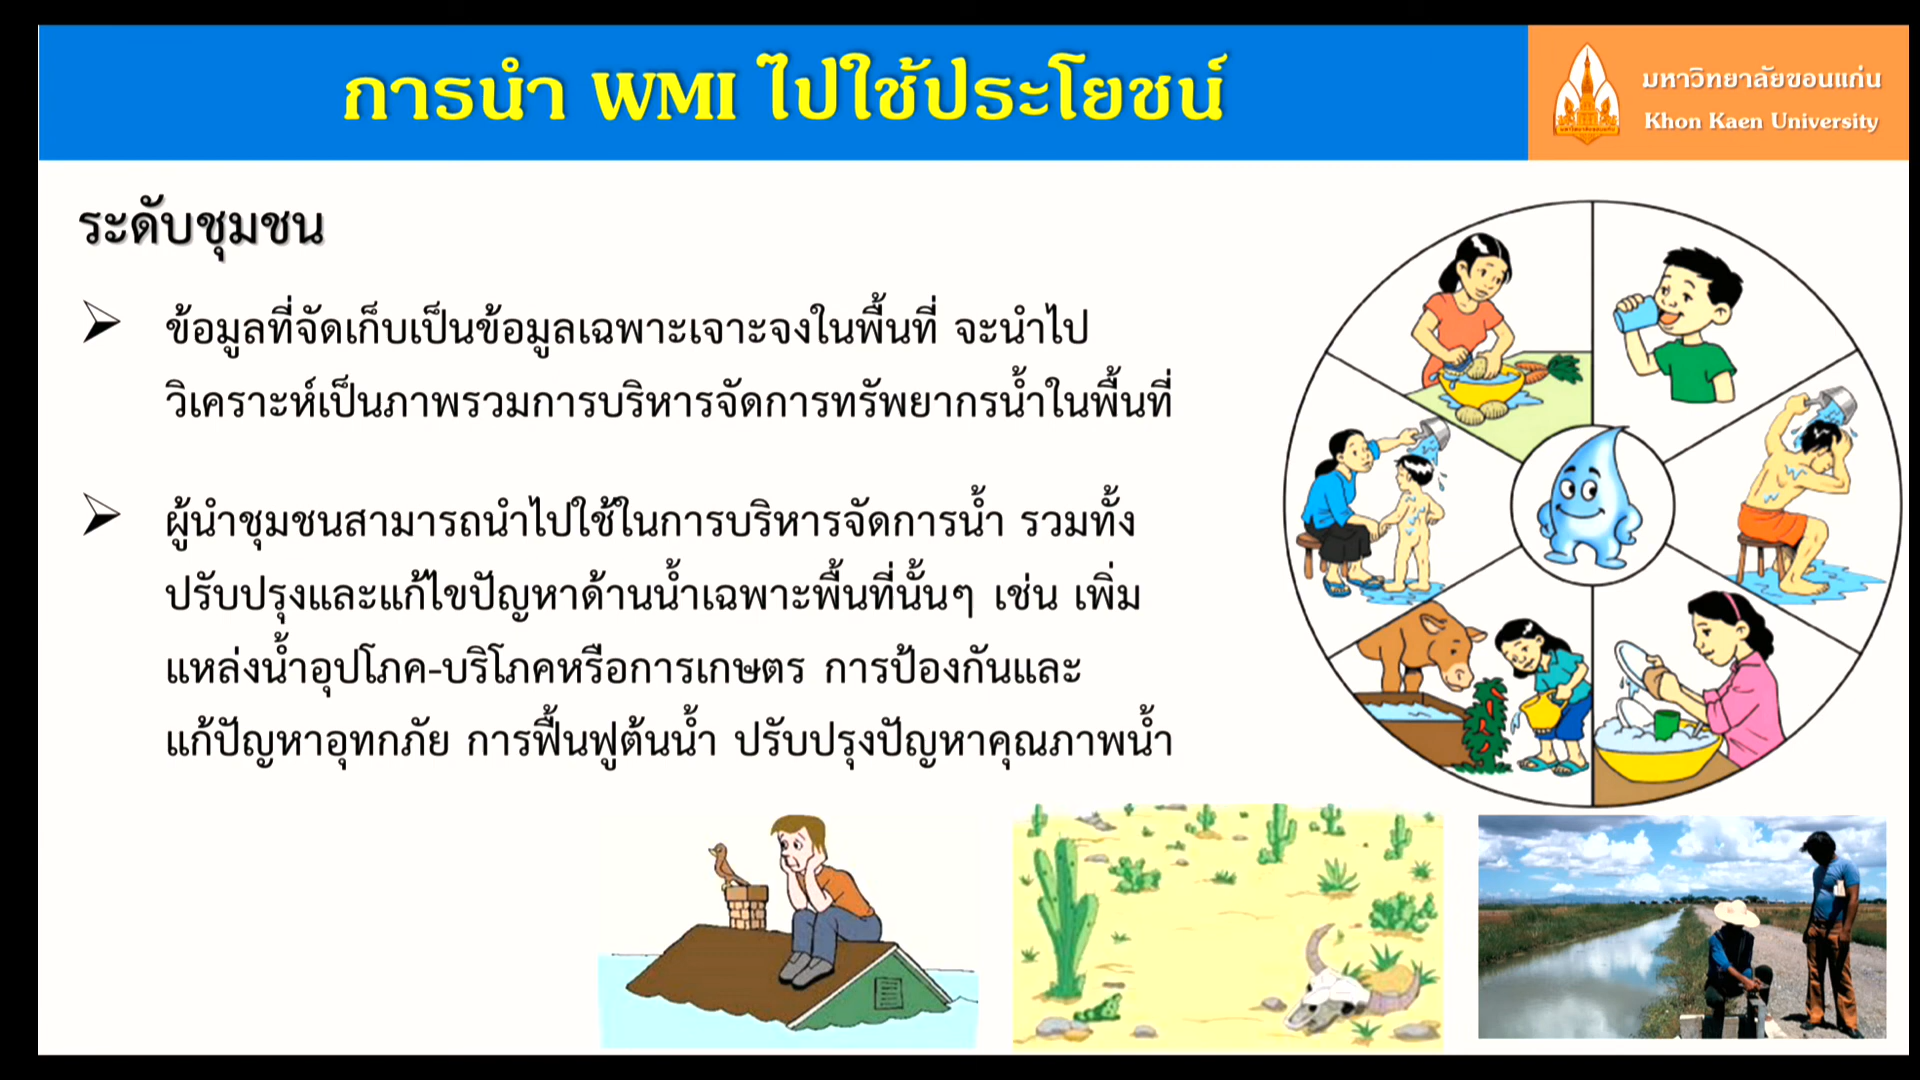 การนำ WMI ไปใช้ประโยชน์
มหาวิทยาลัยขอนแก่น
Khon Kaen University
ระดับชุมชน
ข้อมูลที่จัดเก็บเป็นข้อมูลเฉพาะเจาะจงในพื้นที่ จะนำไป
วิเคราะห์เป็นภาพรวมการบริหารจัดการทรัพยากรน้ำในพื้นที่
ผู้นำชุมชนสามารถนำไปใช้ในการบริหารจัดการน้ำ รวมทั้ง
ปรับปรุงและแก้ไขปัญหาด้านน้ำเฉพาะพื้นที่นั้นๆ เช่น เพิ่ม
แหล่งน้ำอุปโภค-บริโภคหรือการเกษตร การป้องกันและ
แก้ปัญหาอุทกภัย การฟื้นฟูต้นน้ำ ปรับปรุงปัญหาคุณภาพน้ำ